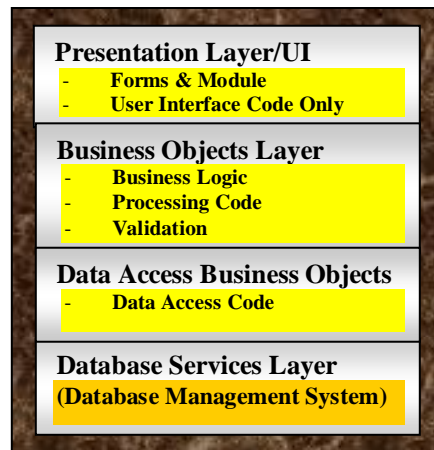 Presentation Layer/UI
- Forms & Module
- User Interface Code Only
Business Objects Layer
- Business Logic
- Processing Code
- Validation
Data Access Business Objects
- Data Access Code
Database Services Layer
(Database Management System)